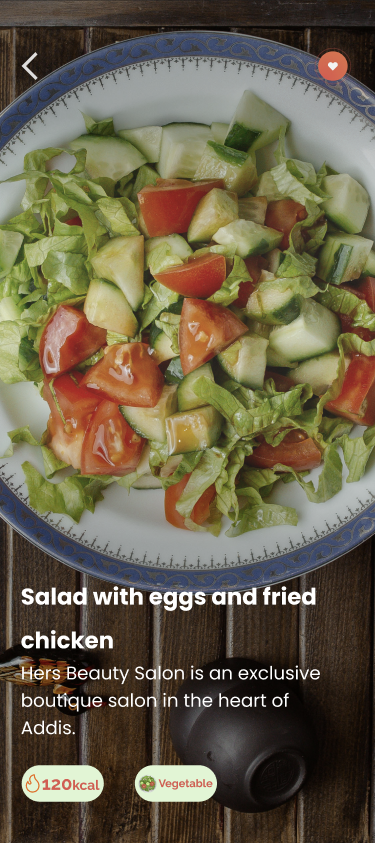 Salad with eggs and fried
chicken
Hers Beauty Salon is an exclusive
boutique salon in the heart of
Addis.
120kcal
Vegetable